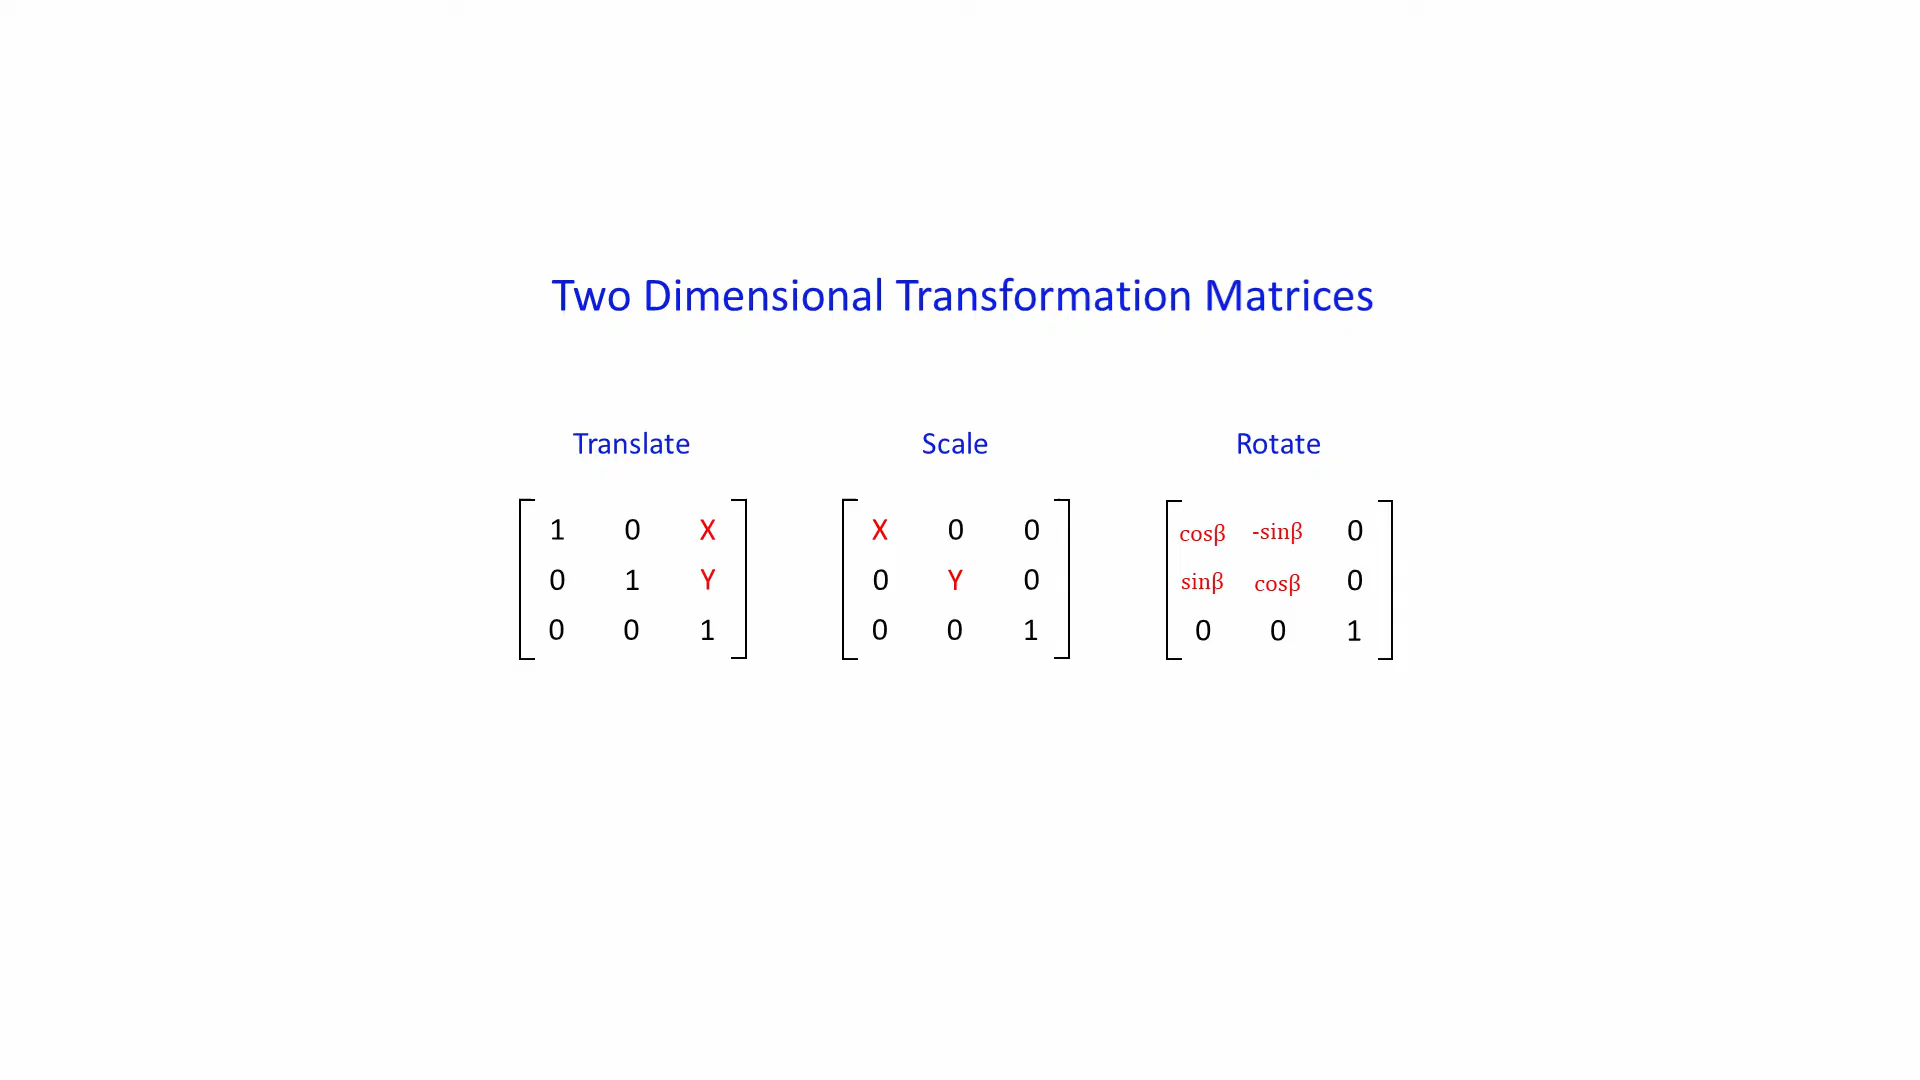 Two Dimensional Transformation Matrices
Translate Scale Rotate
1 0 X X 0 0 cosβ -sinβ 0
0 1 Y 0 Y 0 sinβ cosβ 0
0 0 1 0 0 1 0 0 1